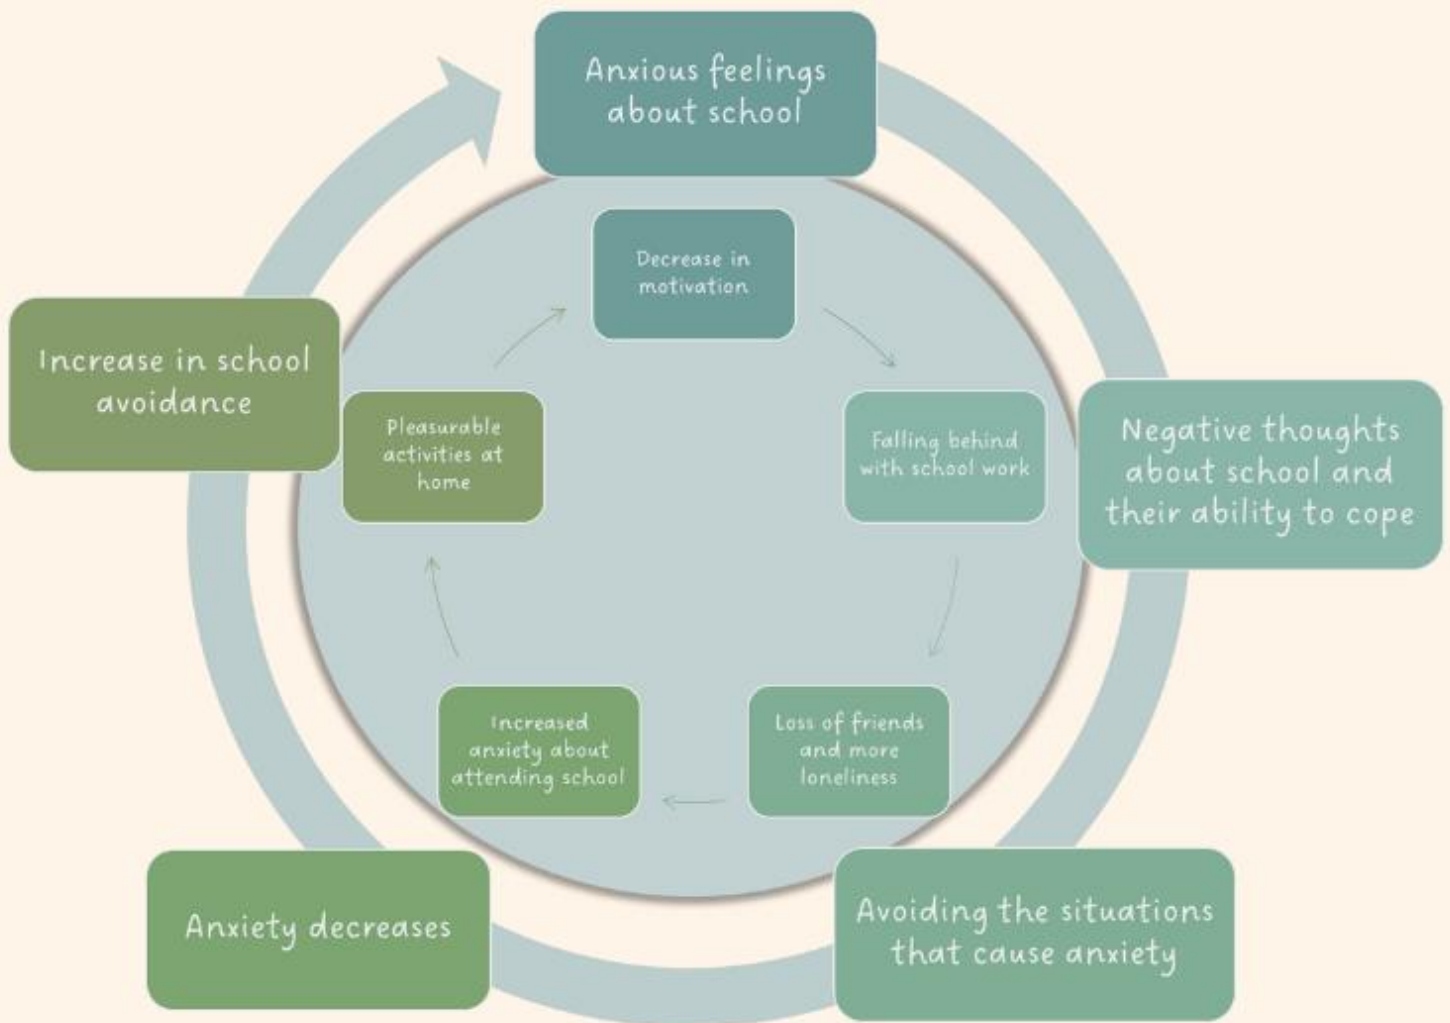 Anxious feelings
about school
Decrease in
motivation
Increase in school
avoidance
Pleasurable
activities at
home
Falling behind
with school work
Negative thoughts
about school and
their ability to cope
Increased
anxiety about
attending school
Loss of friends
and more
loneliness
Anxiety decreases
Avoiding the situations
that cause anxiety